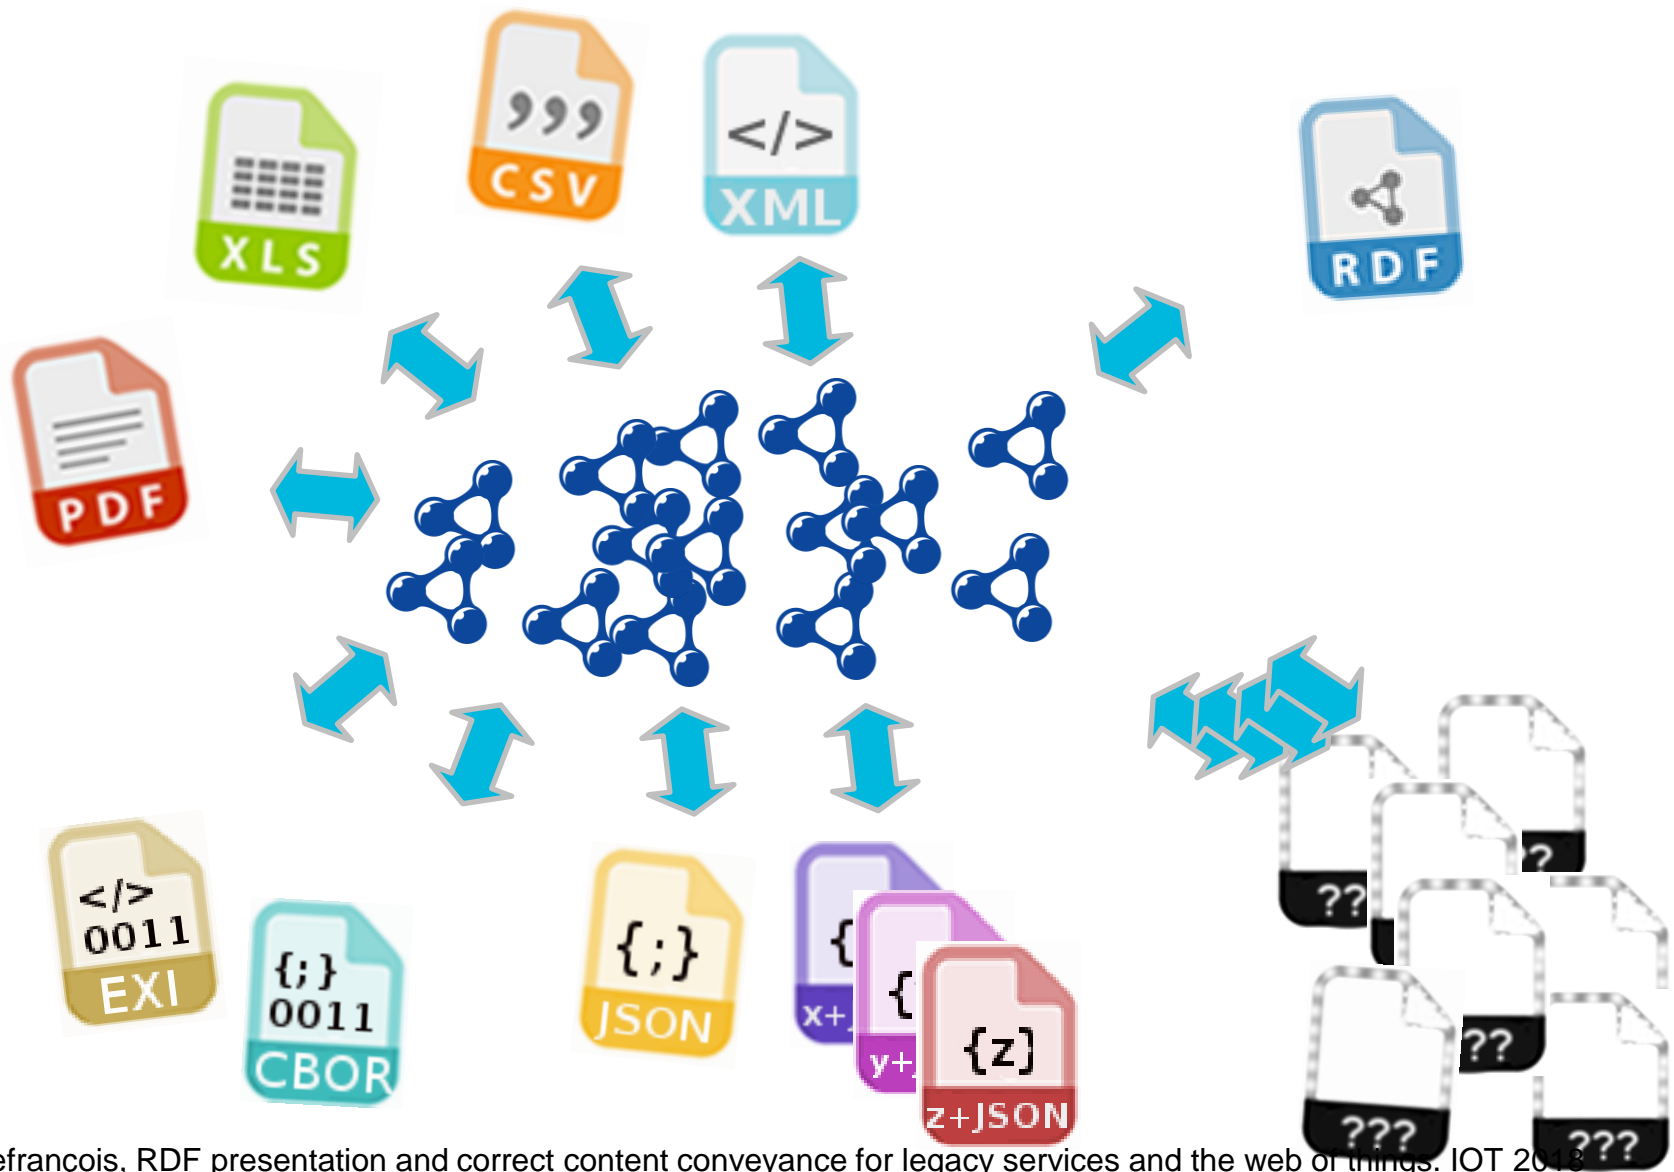 ,,,
CSV
</>
XML
XLS
RDF
PDF
</>
0011
EXI
{;}
0011
CBOR
{;}
JSON
{
x+J
{
y+J
{z}
z+JSON
??
??
??
???
???
efrancois, RDF presentation and correct content conveyance for legacy services and the web of things. IOT 2018